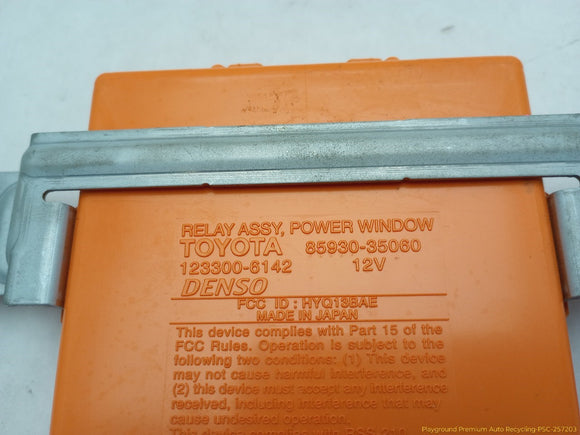 RELAY ASSY, POWER WINDOW
TOYOTA 85930-35060
123300-6142 12V
DENSO
FCC ID : HYQ13BAE
MADE IN JAPAN
This device complies with Part 15 of the
FCC Rules. Operation is subject to the
following two conditions: (1) This device
may not cause harmful interference, and
(2) this device must accept any interference
received, including interference that may
cause undesired operation.
This device
Playground Premium Auto Recycling-PSC-257203